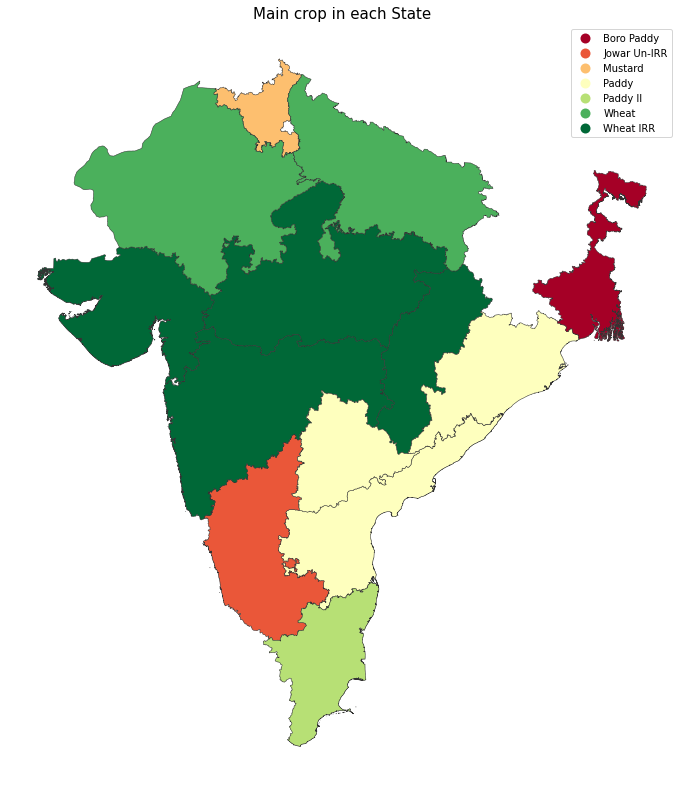 Main crop in each State
Boro Paddy
Jowar Un-IRR
Mustard
Paddy
Paddy II
Wheat
Wheat IRR